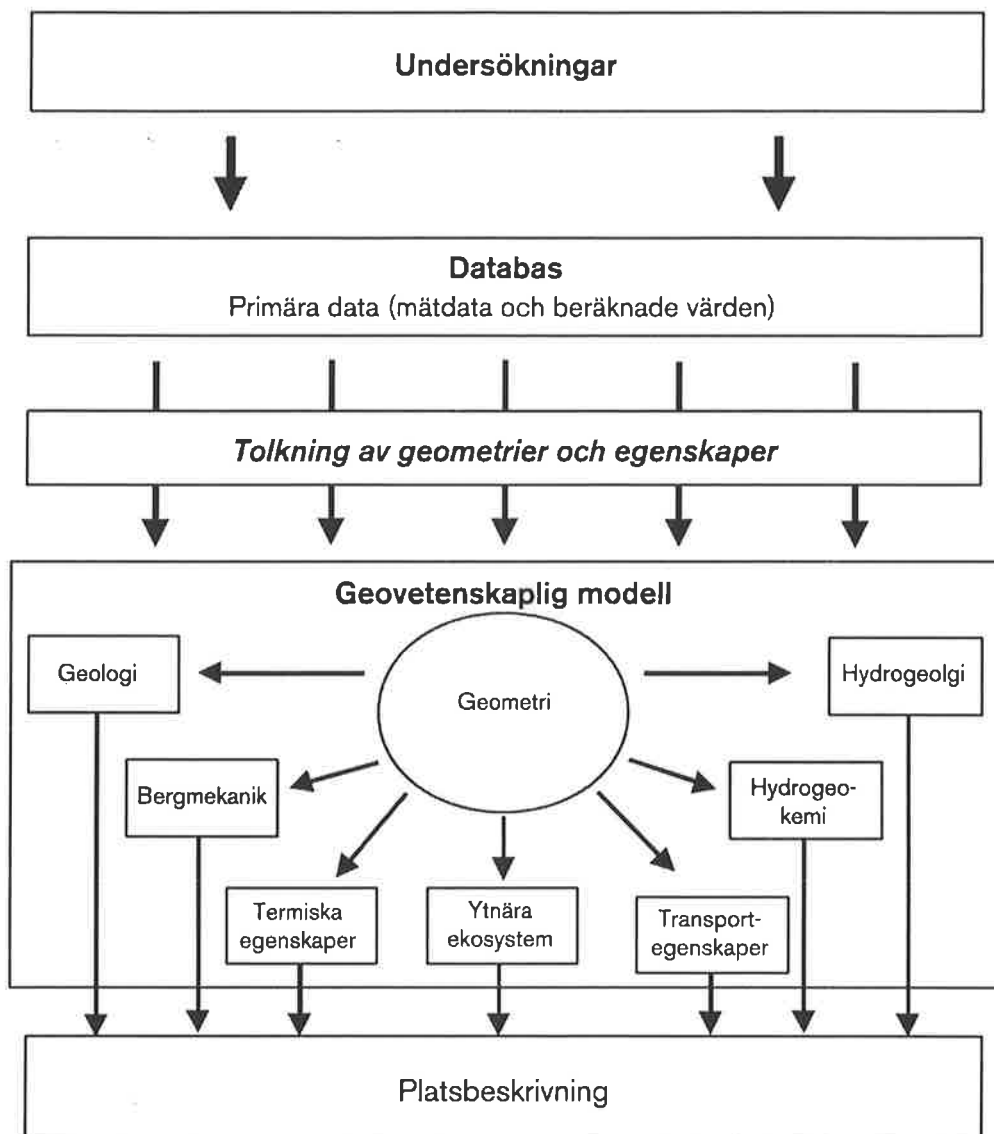 Undersökningar
Databas
Primära data (mätdata och beräknade värden)
Tolkning av geometrier och egenskaper
Geovetenskaplig modell
Geologi
Geometri
Hydrogeolgi
Bergmekanik
Hydrogeo-
kemi
Termiska
egenskaper
Ytnära
ekosystem
Transport-
egenskaper
Platsbeskrivning